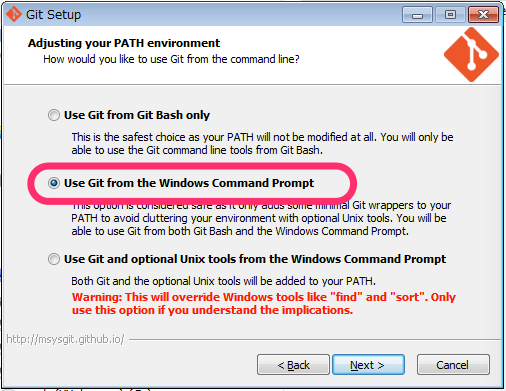 Git Setup
Adjusting your PATH environment
How would you like to use Git from the command line?
Use Git from Git Bash only
This is the safest choice as your PATH will not be modified at all. You will only be
able to use the Git command line tools from Git Bash.
Use Git from the Windows Command Prompt
This option is considered safe as it only adds some minimal Git wrappers to your
PATH to avoid cluttering your environment with optional Unix tools. You will be
able to use Git from both Git Bash and the Windows Command Prompt.
Use Git and optional Unix tools from the Windows Command Prompt
Both Git and the optional Unix tools will be added to your PATH.
Warning: This will override Windows tools like "find" and "sort". Only
use this option if you understand the implications.
http://msysgit.github.io/
< Back
Next >
Cancel